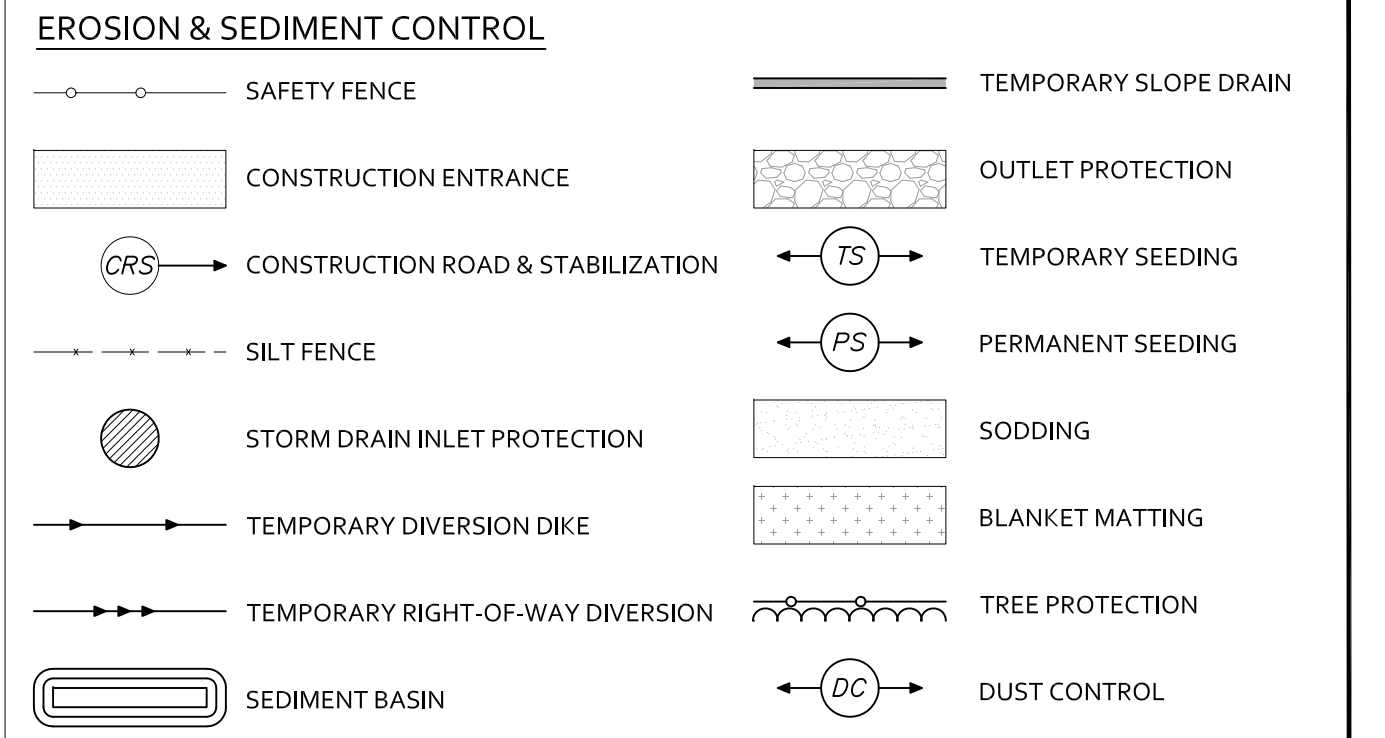 EROSION & SEDIMENT CONTROL
SAFETY FENCE
CONSTRUCTION ENTRANCE
CRS CONSTRUCTION ROAD & STABILIZATION
x x x SILT FENCE
STORM DRAIN INLET PROTECTION
TEMPORARY DIVERSION DIKE
TEMPORARY RIGHT-OF-WAY DIVERSION
SEDIMENT BASIN
TEMPORARY SLOPE DRAIN
OUTLET PROTECTION
TS TEMPORARY SEEDING
PS PERMANENT SEEDING
SODDING
BLANKET MATTING
TREE PROTECTION
DC DUST CONTROL